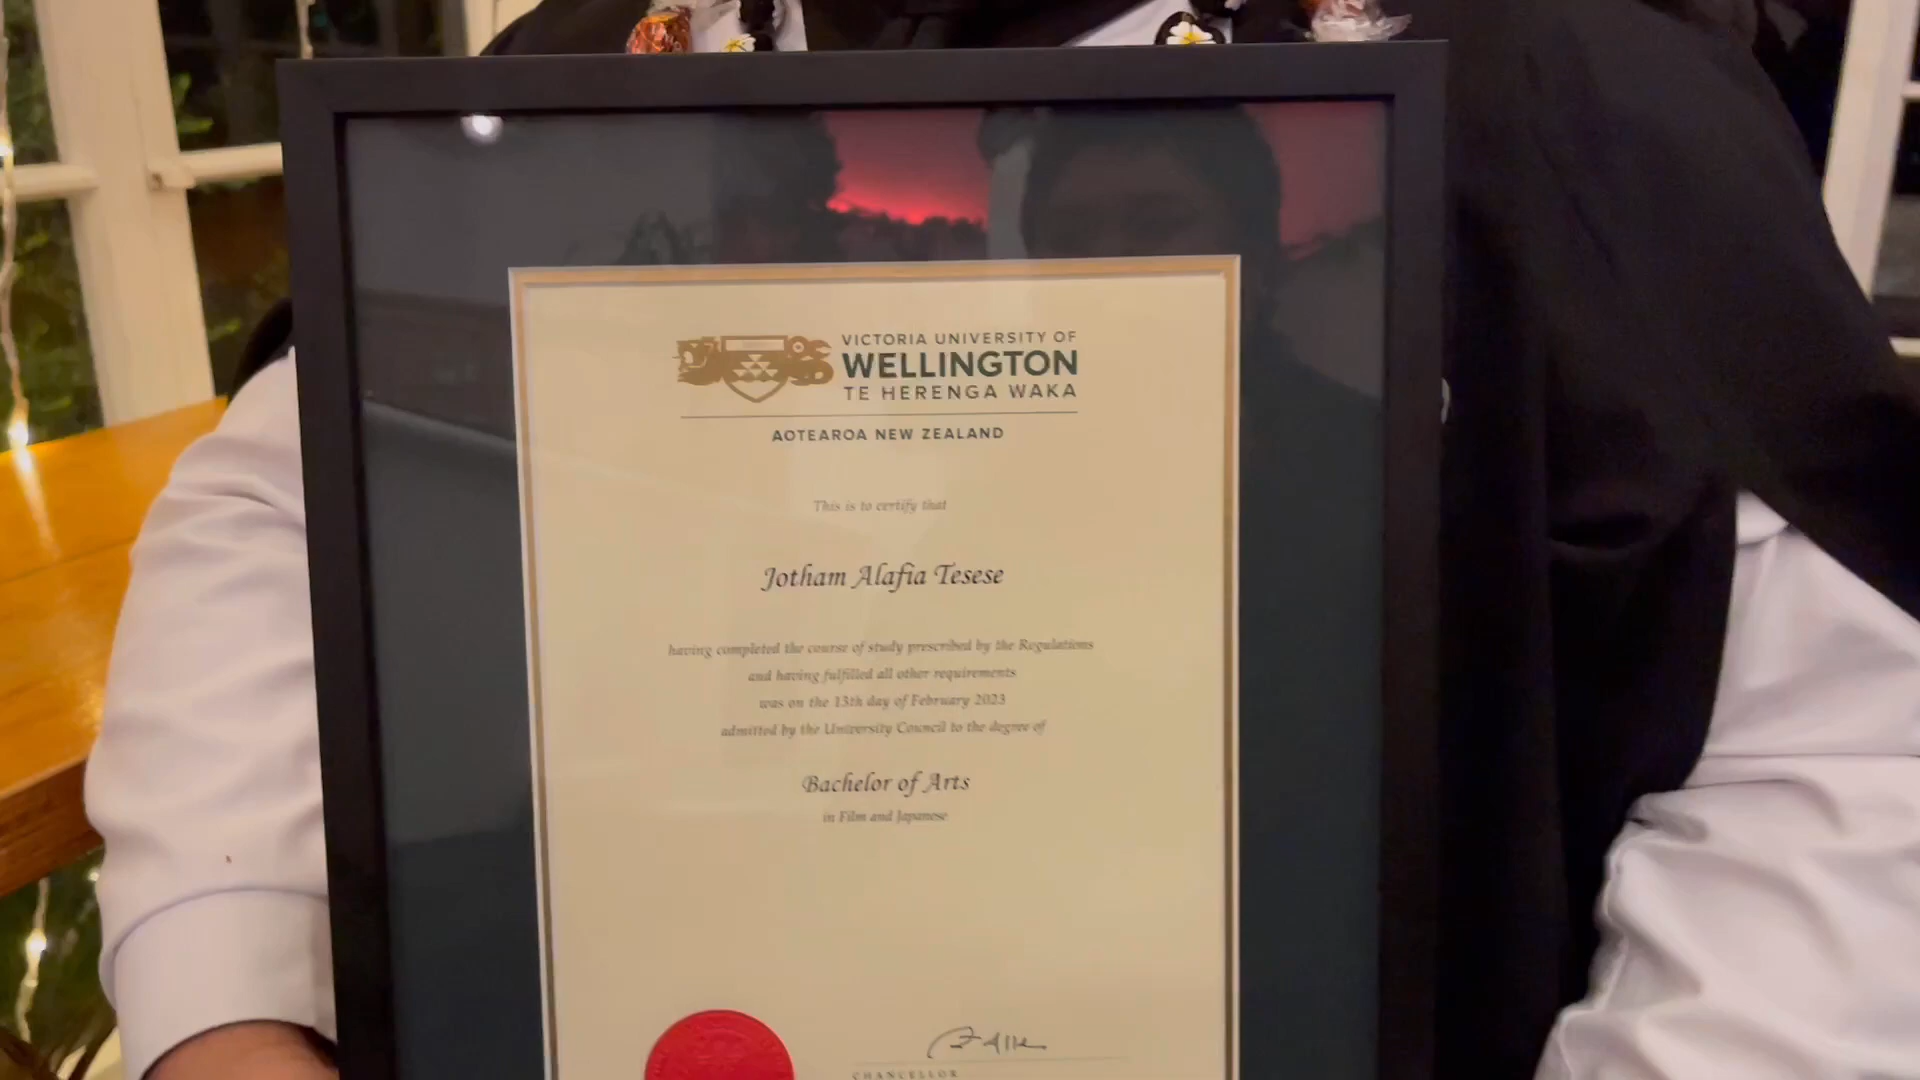 VICTORIA UNIVERSITY OF
WELLINGTON
TE HERENGA WAKA
AOTEAROA NEW ZEALAND
This is to certify that
Jotham Alafia Tesese
having completed the course of study prescribed by the Regulations
and having fulfilled all other requirements
was on the 13th day of February 2023
admitted by the University Council to the degree of
Bachelor of Arts
in Film and Japanese
CHANCELLOR